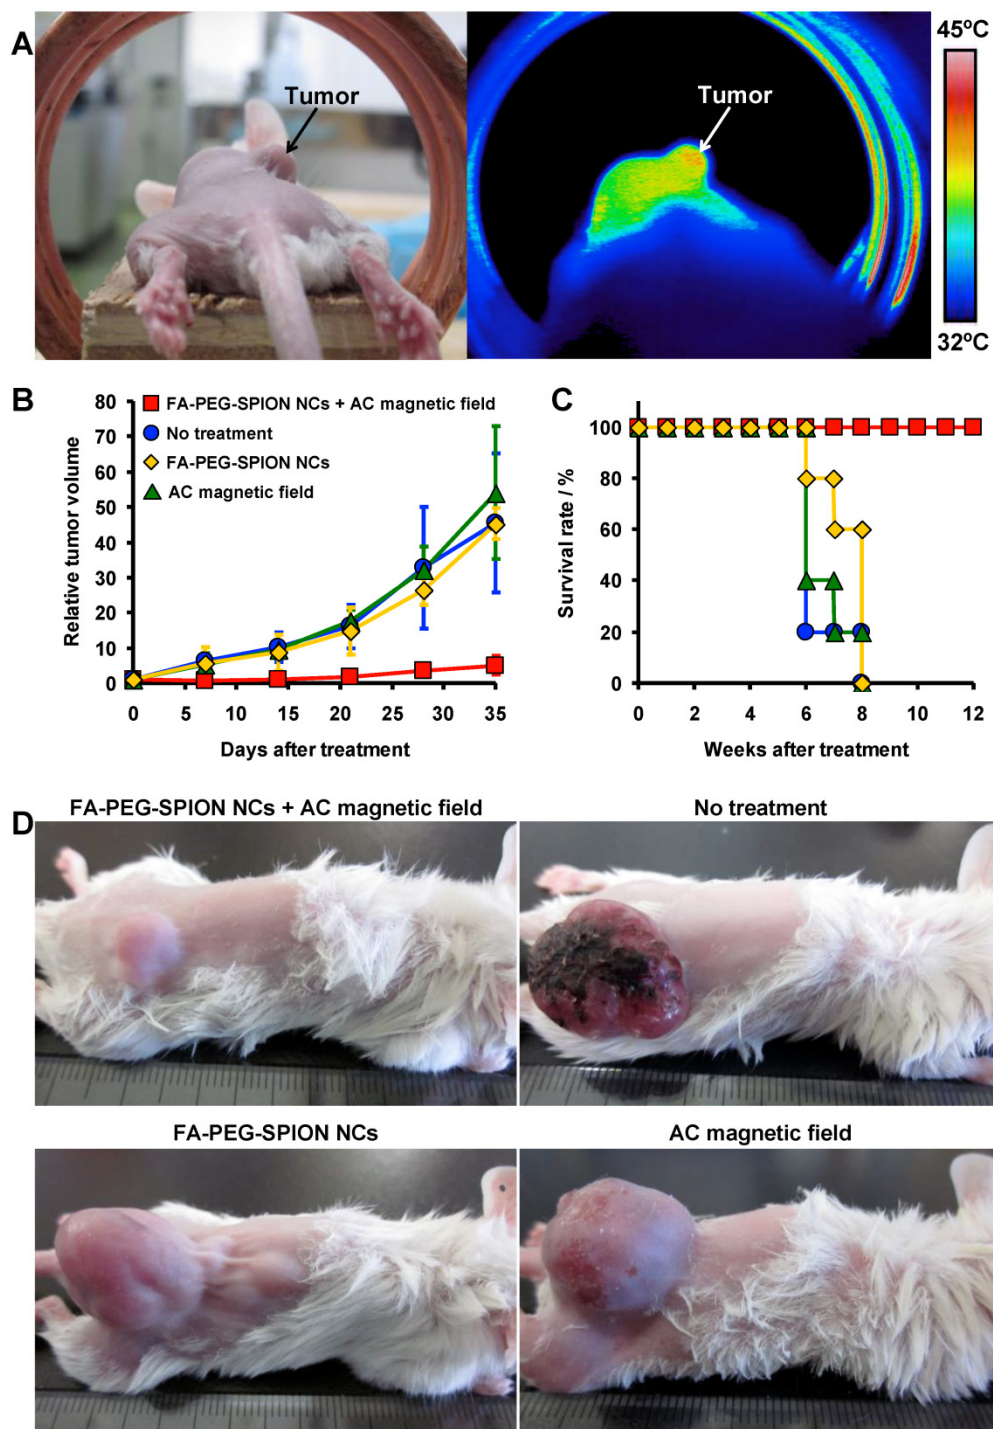 A
Tumor
Tumor
45ºC
32ºC
B
80
70
60
50
40
30
20
10
0
0
5
10
15
20
25
30
35
Relative tumor volume
Days after treatment
FA-PEG-SPION NCs + AC magnetic field
No treatment
FA-PEG-SPION NCs
AC magnetic field
C
100
80
60
40
20
0
0
2
4
6
8
10
12
Survival rate / %
Weeks after treatment
D
FA-PEG-SPION NCs + AC magnetic field
No treatment
FA-PEG-SPION NCs
AC magnetic field